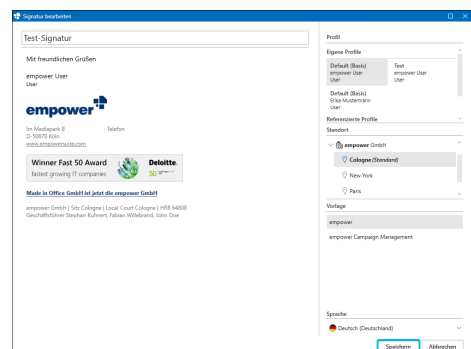 Signatur bearbeiten
Test-Signatur
Mit freundlichen Grüßen
empower User
User
empower
Im Mediapark 8 Telefon
D-50670 Köln
www.empowersuite.com
Winner Fast 50 Award
fastest growing IT companies
Deloitte.
50
Made in Office GmbH ist jetzt die empower GmbH
empower GmbH | Sitz Cologne | Local Court Cologne | HRB 64808
Geschäftsführer Stephan Kuhnert, Fabian Willebrand, John Doe
Profil
Eigene Profile
Default (Basis)
empower User
User
Test
empower User
User
Default (Basis)
Erika Mustermann
User
Referenzierte Profile
Standort
empower GmbH
Cologne (Standard)
New York
Paris
Vorlage
empower
empower Campaign Management
Sprache
Deutsch (Deutschland)
Speichern Abbrechen